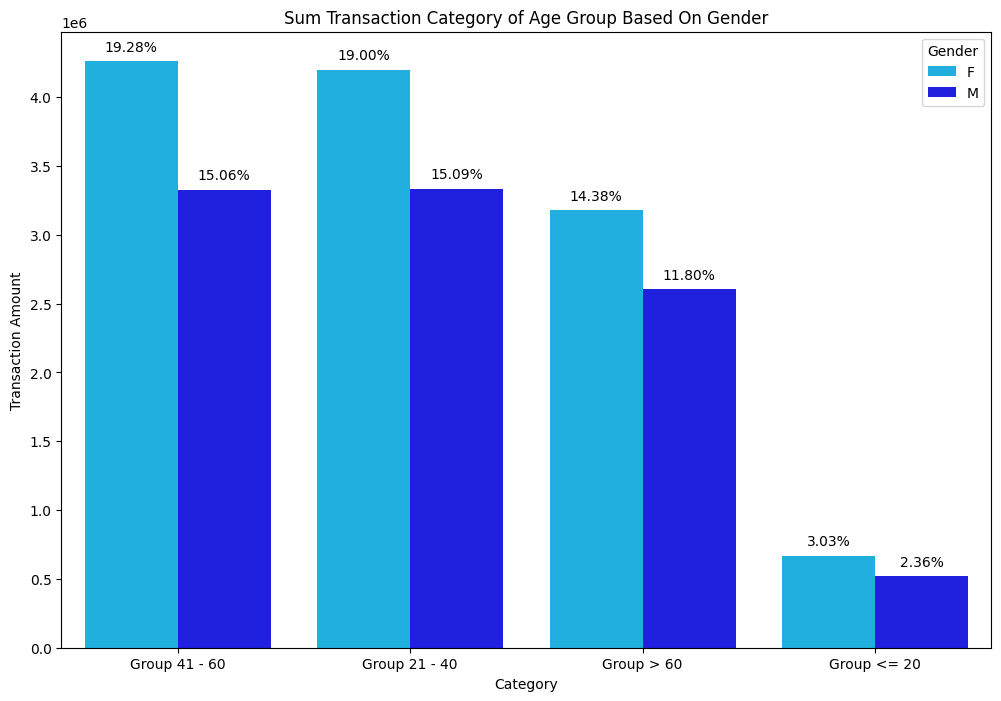 Sum Transaction Category of Age Group Based On Gender
1e6
Gender
F
M
19.28%
19.00%
15.06%
15.09%
14.38%
11.80%
3.03%
2.36%
Transaction Amount
4.0
3.5
3.0
2.5
2.0
1.5
1.0
0.5
0.0
Group 41 - 60
Group 21 - 40
Group > 60
Group <= 20
Category